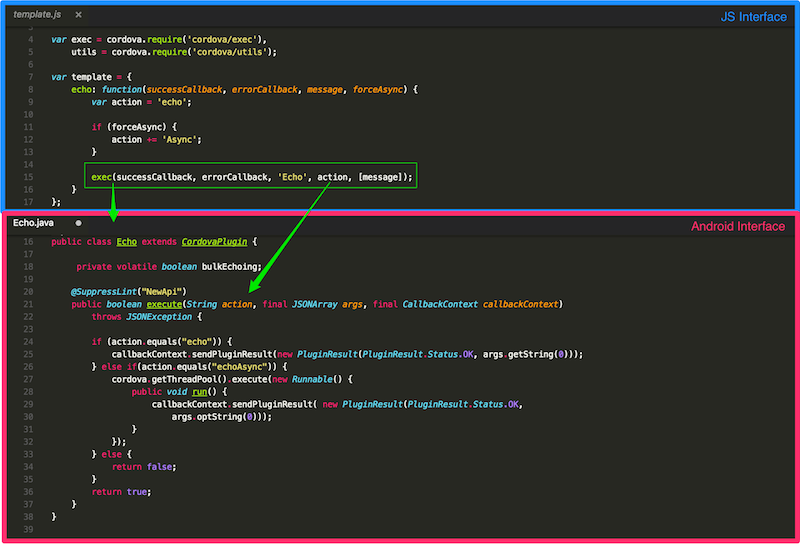 template.js ×
JS Interface
3
4 var exec = cordova.require('cordova/exec'),
5 utils = cordova.require('cordova/utils');
6
7 var template = {
8 echo: function(successCallback, errorCallback, message, forceAsync) {
9 var action = 'echo';
10
11 if (forceAsync) {
12 action += 'Async';
13 }
14
15 exec(successCallback, errorCallback, 'Echo', action, [message]);
16 }
17 };
Echo.java
Android Interface
16 public class Echo extends CordovaPlugin {
17
18 private volatile boolean bulkEchoing;
19
20 @SuppressLint("NewApi")
21 public boolean execute(String action, final JSONArray args, final CallbackContext callbackContext)
22 throws JSONException {
23
24 if (action.equals("echo")) {
25 callbackContext.sendPluginResult(new PluginResult(PluginResult.Status.OK, args.getString(0)));
26 } else if(action.equals("echoAsync")) {
27 cordova.getThreadPool().execute(new Runnable() {
28 public void run() {
29 callbackContext.sendPluginResult( new PluginResult(PluginResult.Status.OK,
30 args.optString(0)));
31 }
32 });
33 } else {
34 return false;
35 }
36 return true;
37 }
38 }
39